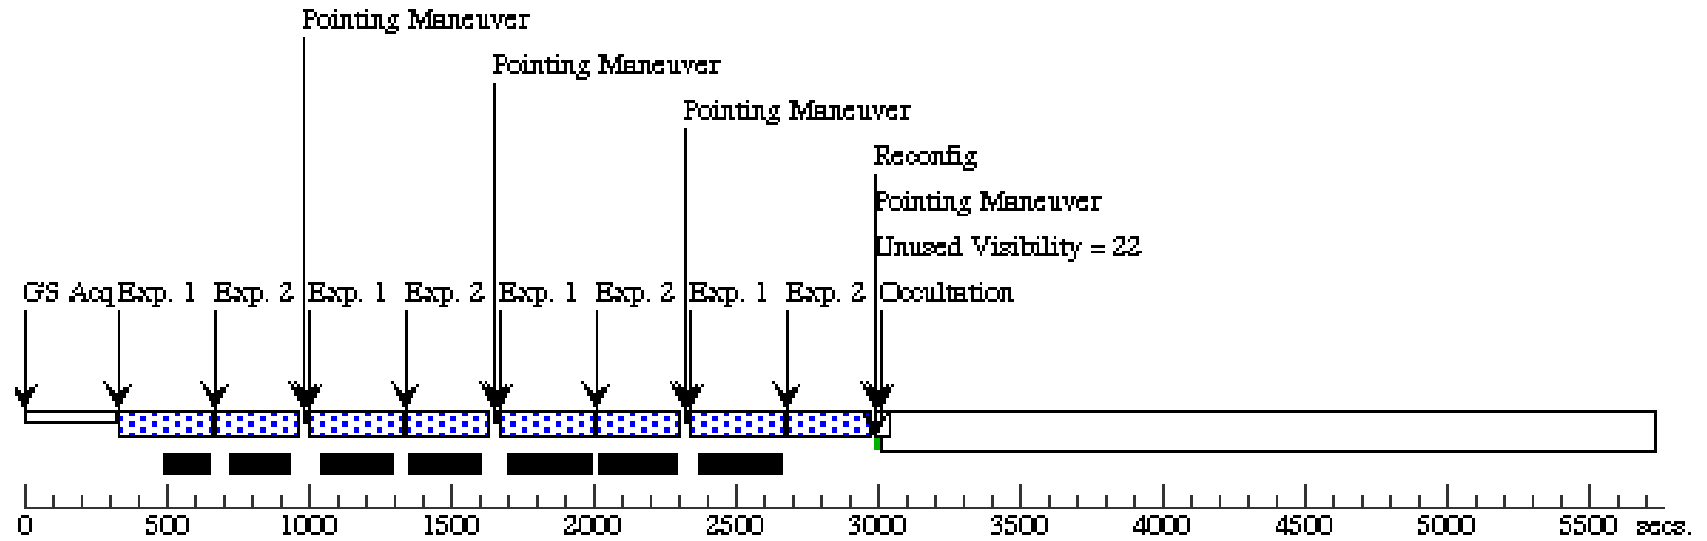 Pointing Maneuver
Pointing Maneuver
Pointing Maneuver
Reconfig
Pointing Maneuver
Unused Visibility = 22
GS Acq Exp. 1 Exp. 2 Exp. 1 Exp. 2 Exp. 1 Exp. 2 Exp. 1 Exp. 2 Occultation
0 500 1000 1500 2000 2500 3000 3500 4000 4500 5000 5500 secs.